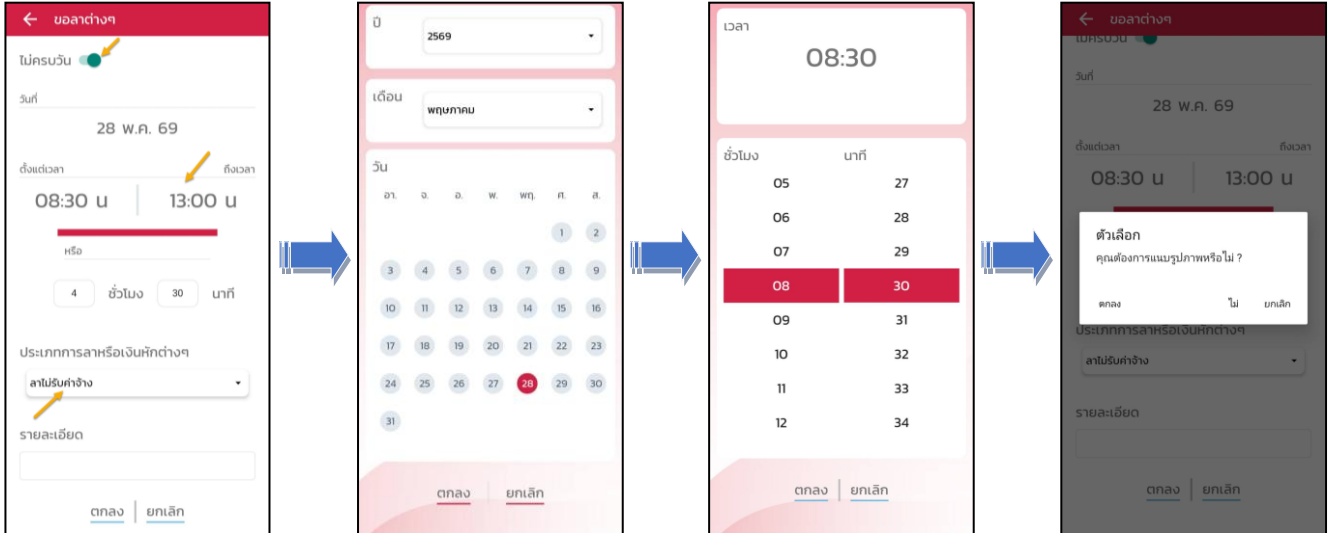 ขอลาต่างๆ
ไม่ครบวัน
วันที่
28 พ.ค. 69
ตั้งแต่เวลา ถึงเวลา
08:30 น 13:00 น
หรือ
4 ชั่วโมง 30 นาที
ประเภทการลาหรือเงินหักต่างๆ
ลาไม่รับค่าจ้าง
รายละเอียด
ตกลง ยกเลิก
ปี
2569
เดือน
พฤษภาคม
วัน
อา. จ. อ. พ. พฤ. ศ. ส.
1 2
3 4 5 6 7 8 9
10 11 12 13 14 15 16
17 18 19 20 21 22 23
24 25 26 27 28 29 30
31
ตกลง ยกเลิก
เวลา
08:30
ชั่วโมง นาที
05 27
06 28
07 29
08 30
09 31
10 32
11 33
12 34
ตกลง ยกเลิก
ขอลาต่างๆ
ไม่ครบวัน
วันที่
28 พ.ค. 69
ตั้งแต่เวลา ถึงเวลา
08:30 น 13:00 น
ตัวเลือก
คุณต้องการแนบรูปภาพหรือไม่ ?
ตกลง ไม่ ยกเลิก
ประเภทการลาหรือเงินหักต่างๆ
ลาไม่รับค่าจ้าง
รายละเอียด
ตกลง ยกเลิก